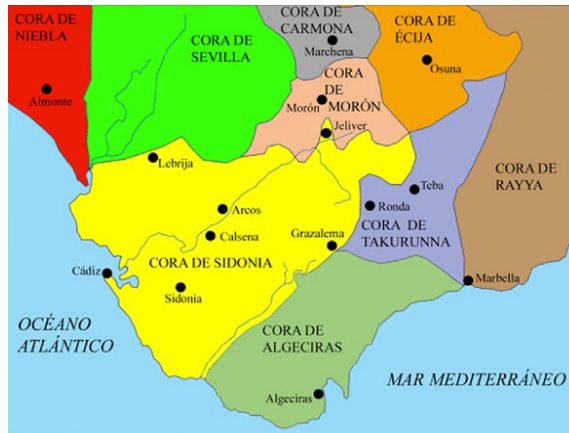 CORA DE
NIEBLA
Almonte
CORA DE
SEVILLA
CORA DE
CARMONA
Marchena
CORA DE
ÉCIJA
Osuna
CORA
DE
MORÓN
Morón
Jeliver
Lebrija
Arcos
Calsena
Grazalema
CORA DE SIDONIA
Cádiz
Sidonia
Teba
Ronda
CORA DE
TAKURUNNA
CORA DE
RAYYA
Marbella
CORA DE
ALGECIRAS
Algeciras
OCÉANO
ATLÁNTICO
MAR MEDITERRÁNEO